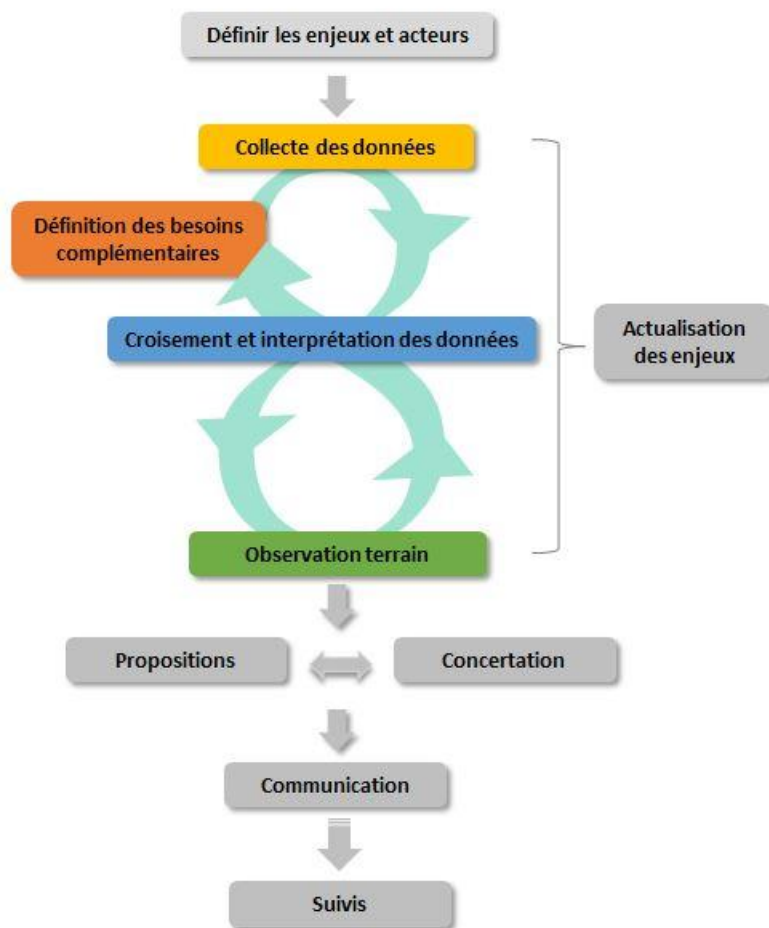 Définir les enjeux et acteurs
Collecte des données
Définition des besoins
complémentaires
Croisement et interprétation des données
Actualisation
des enjeux
Observation terrain
Propositions
Concertation
Communication
Suivis